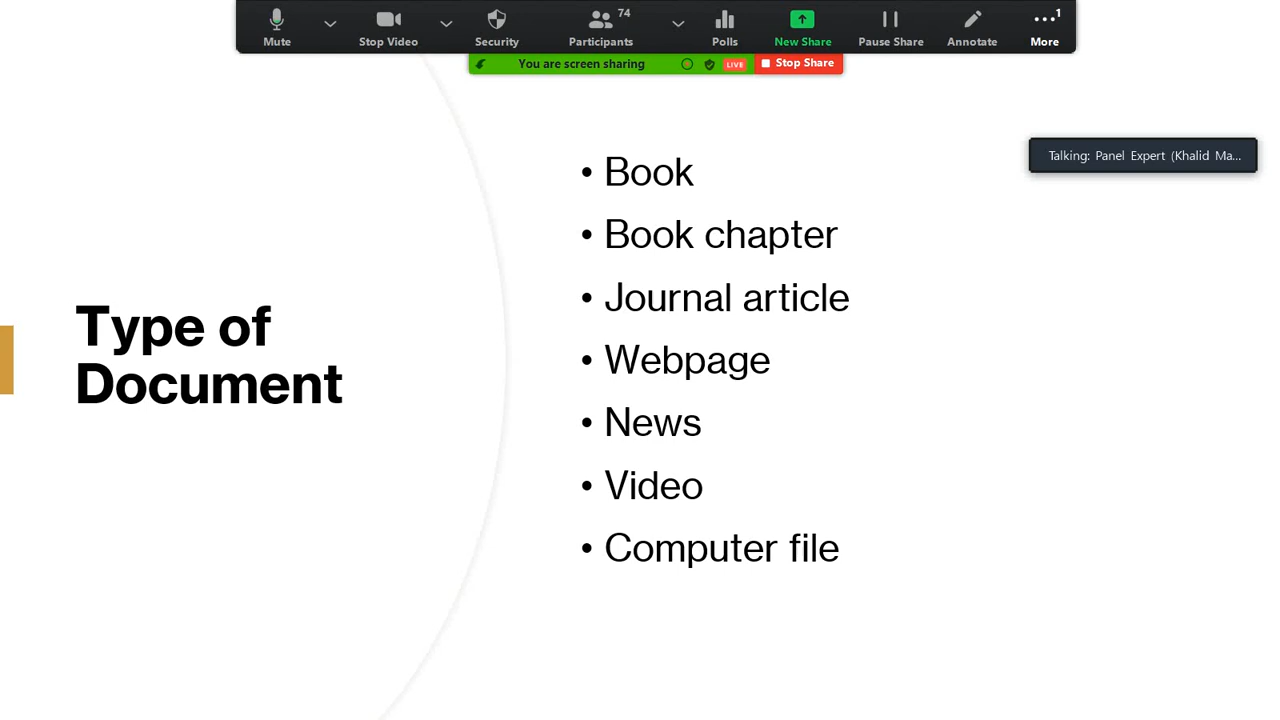 74
1
Mute
Stop Video
Security
Participants
Polls
New Share
Pause Share
Annotate
More
You are screen sharing
LIVE
Stop Share
Talking: Panel Expert (Khalid Ma...
Type of
Document
• Book
• Book chapter
• Journal article
• Webpage
• News
• Video
• Computer file